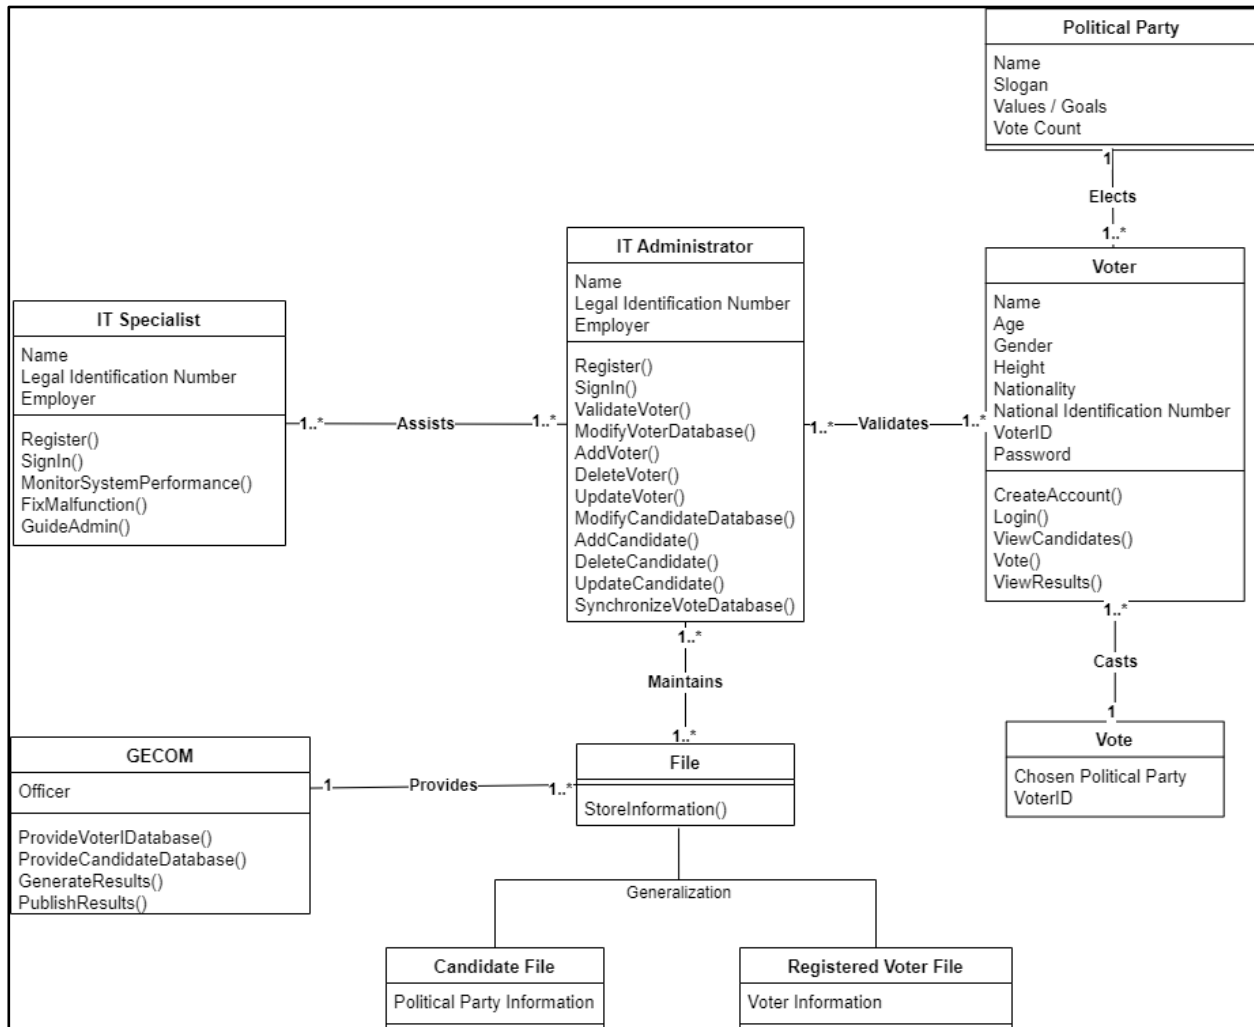 Political Party
Name
Slogan
Values / Goals
Vote Count
1
Elects
1..*
IT Administrator
Name
Legal Identification Number
Employer
Register()
SignIn()
ValidateVoter()
ModifyVoterDatabase()
AddVoter()
DeleteVoter()
UpdateVoter()
ModifyCandidateDatabase()
AddCandidate()
DeleteCandidate()
UpdateCandidate()
SynchronizeVoteDatabase()
Voter
Name
Age
Gender
Height
Nationality
National Identification Number
VoterID
Password
CreateAccount()
Login()
ViewCandidates()
Vote()
ViewResults()
IT Specialist
Name
Legal Identification Number
Employer
Register()
SignIn()
MonitorSystemPerformance()
FixMalfunction()
GuideAdmin()
1..*
Assists
1..*
1..*
Validates
1..*
1..*
Maintains
1..*
1..*
Casts
1
Vote
Chosen Political Party
VoterID
GECOM
Officer
ProvideVoterIDatabase()
ProvideCandidateDatabase()
GenerateResults()
PublishResults()
1
Provides
1..*
File
StoreInformation()
Generalization
Candidate File
Political Party Information
Registered Voter File
Voter Information